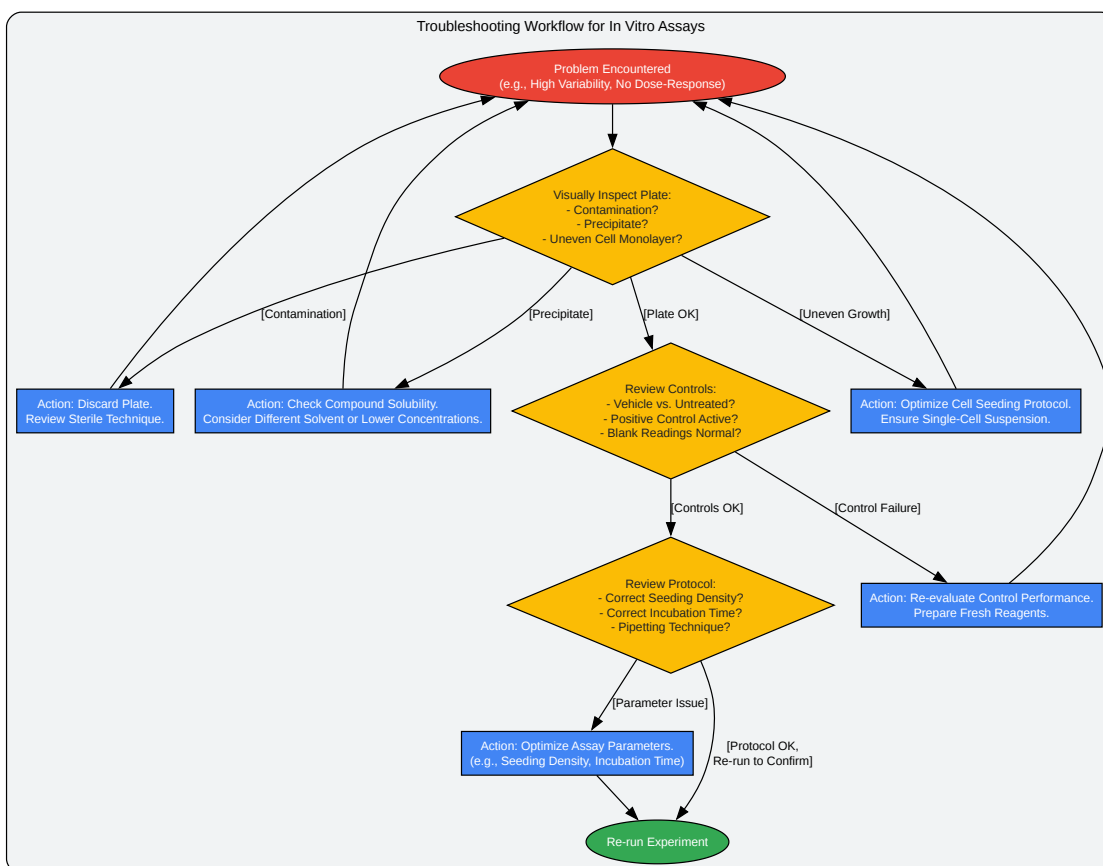 Troubleshooting Workflow for In Vitro Assays
Problem Encountered
(e.g., High Variability, No Dose-Response)
Visually Inspect Plate:
- Contamination?
- Precipitate?
- Uneven Cell Monolayer?
[Contamination]
[Precipitate]
[Plate OK]
[Uneven Growth]
Action: Discard Plate.
Review Sterile Technique.
Action: Check Compound Solubility.
Consider Different Solvent or Lower Concentrations.
Review Controls:
- Vehicle vs. Untreated?
- Positive Control Active?
- Blank Readings Normal?
Action: Optimize Cell Seeding Protocol.
Ensure Single-Cell Suspension.
[Controls OK]
[Control Failure]
Review Protocol:
- Correct Seeding Density?
- Correct Incubation Time?
- Pipetting Technique?
Action: Re-evaluate Control Performance.
Prepare Fresh Reagents.
[Parameter Issue]
Action: Optimize Assay Parameters.
(e.g., Seeding Density, Incubation Time)
[Protocol OK,
Re-run to Confirm]
Re-run Experiment